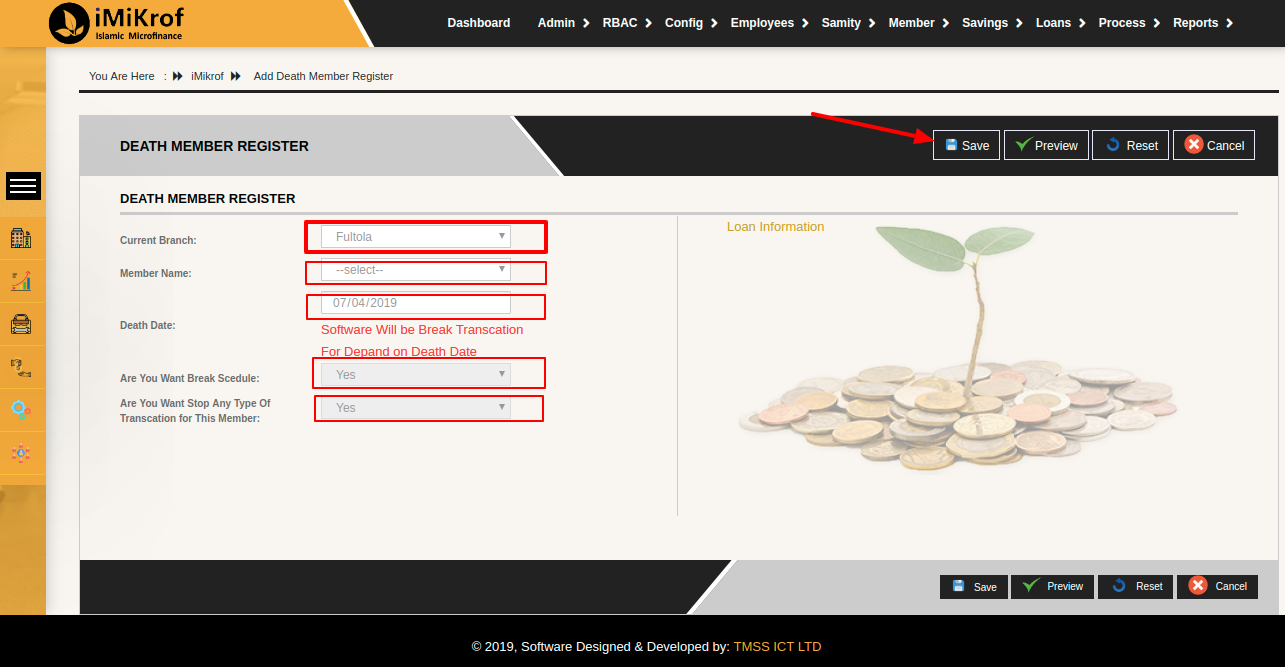 iMiKrof
Islamic Microfinance
Dashboard Admin RBAC Config Employees Samity Member Savings Loans Process Reports
You Are Here : iMikrof Add Death Member Register
DEATH MEMBER REGISTER
Save Preview Reset Cancel
DEATH MEMBER REGISTER
Loan Information
Current Branch: Fultola
Member Name: --select--
07/04/2019
Death Date:
Software Will be Break Transcation
For Depand on Death Date
Are You Want Break Scedule: Yes
Are You Want Stop Any Type Of
Transcation for This Member: Yes
Save Preview Reset Cancel
© 2019, Software Designed & Developed by: TMSS ICT LTD